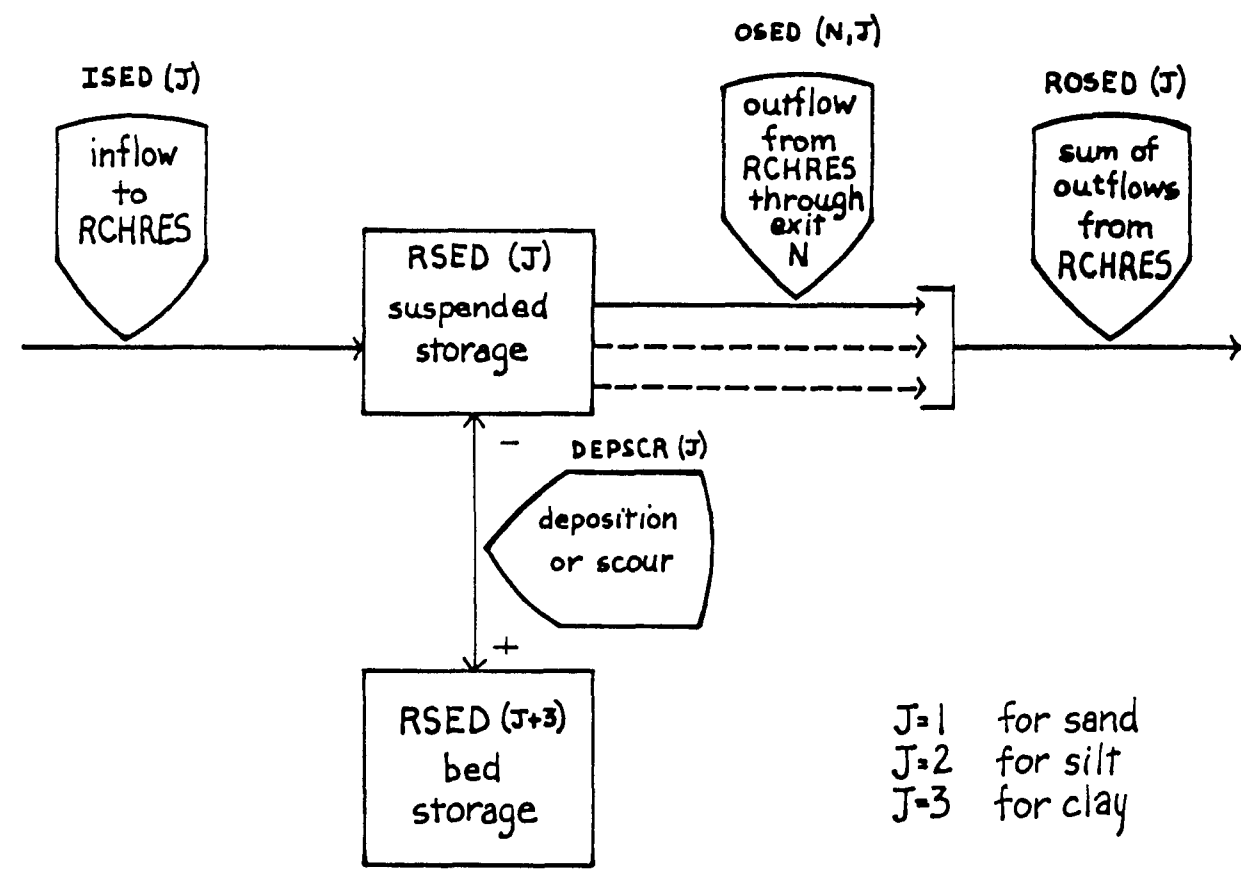 ISED (J)
inflow
to
RCHRES
OSED (N,J)
outflow
from
RCHRES
through
exit
N
ROSED (J)
sum of
outflows
from
RCHRES
RSED (J)
suspended
storage
-
DEPSCR (J)
deposition
or scour
+
RSED (J+3)
bed
storage
J=1 for sand
J=2 for silt
J=3 for clay